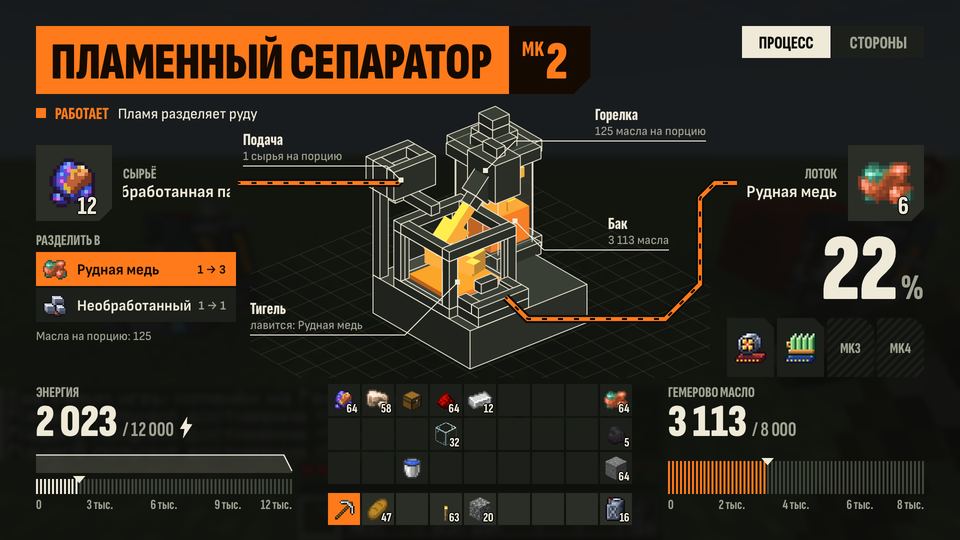 ПЛАМЕННЫЙ СЕПАРАТОР МК2
ПРОЦЕСС СТОРОНЫ
РАБОТАЕТ Пламя разделяет руду
Горелка
125 масла на порцию
Подача
1 сырья на порцию
СЫРЬЁ
бработанная па
12
ЛОТОК
Рудная медь
6
РАЗДЕЛИТЬ В
Рудная медь 1 → 3
Необработанный 1 → 1
Масла на порцию: 125
Бак
3 113 масла
22%
Тигель
лавится: Рудная медь
МК3 МК4
ЭНЕРГИЯ
2 023 / 12 000
0 3 тыс. 6 тыс. 9 тыс. 12 тыс.
64 58 64 12 64
32 5
64
47 63 20 16
ГЕМЕРОВО МАСЛО
3 113 / 8 000
0 2 тыс. 4 тыс. 6 тыс. 8 тыс.